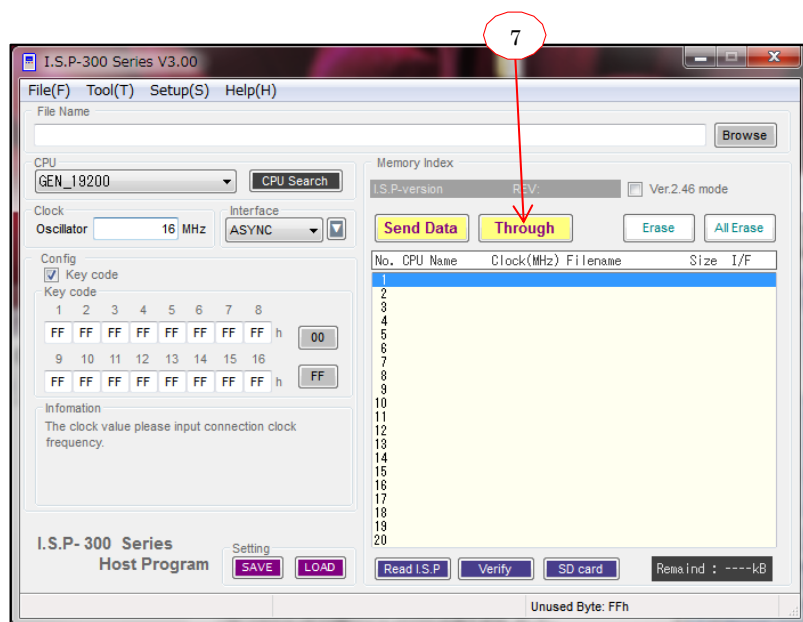 7
I.S.P-300 Series V3.00
File(F) Tool(T) Setup(S) Help(H)
File Name
Browse
CPU
GEN_19200
CPU Search
Clock
Oscillator 16 MHz
Interface
ASYNC
Config
Key code
Key code
1 2 3 4 5 6 7 8
FF FF FF FF FF FF FF FF h
00
9 10 11 12 13 14 15 16
FF FF FF FF FF FF FF FF h
FF
Infomation
The clock value please input connection clock
frequency.
I.S.P- 300 Series
Host Program
Setting
SAVE LOAD
Memory Index
I.S.P-version REV:
Ver.2.46 mode
Send Data Through Erase All Erase
No. CPU Name Clock(MHz) Filename Size I/F
1
2
3
4
5
6
7
8
9
10
11
12
13
14
15
16
17
18
19
20
Read I.S.P Verify SD card
Remaind : ----kB
Unused Byte: FFh